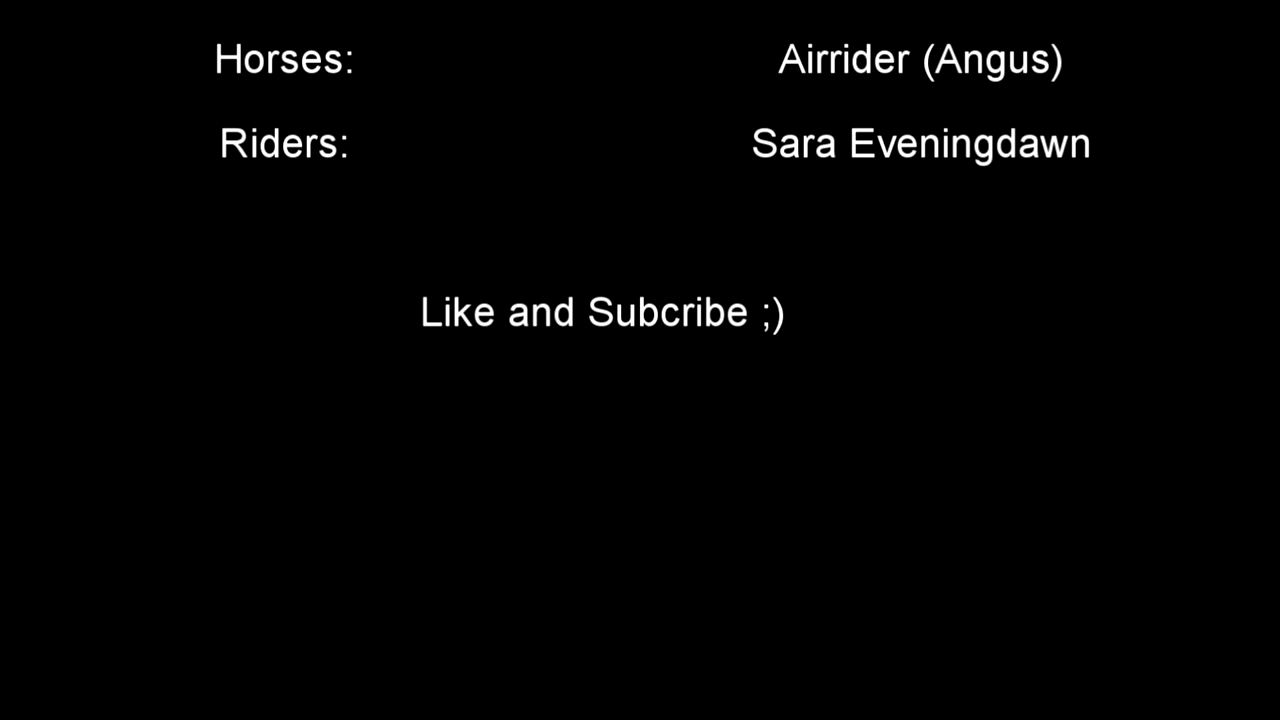 Horses: Airrider (Angus)
Riders: Sara Eveningdawn
Like and Subcribe ;)